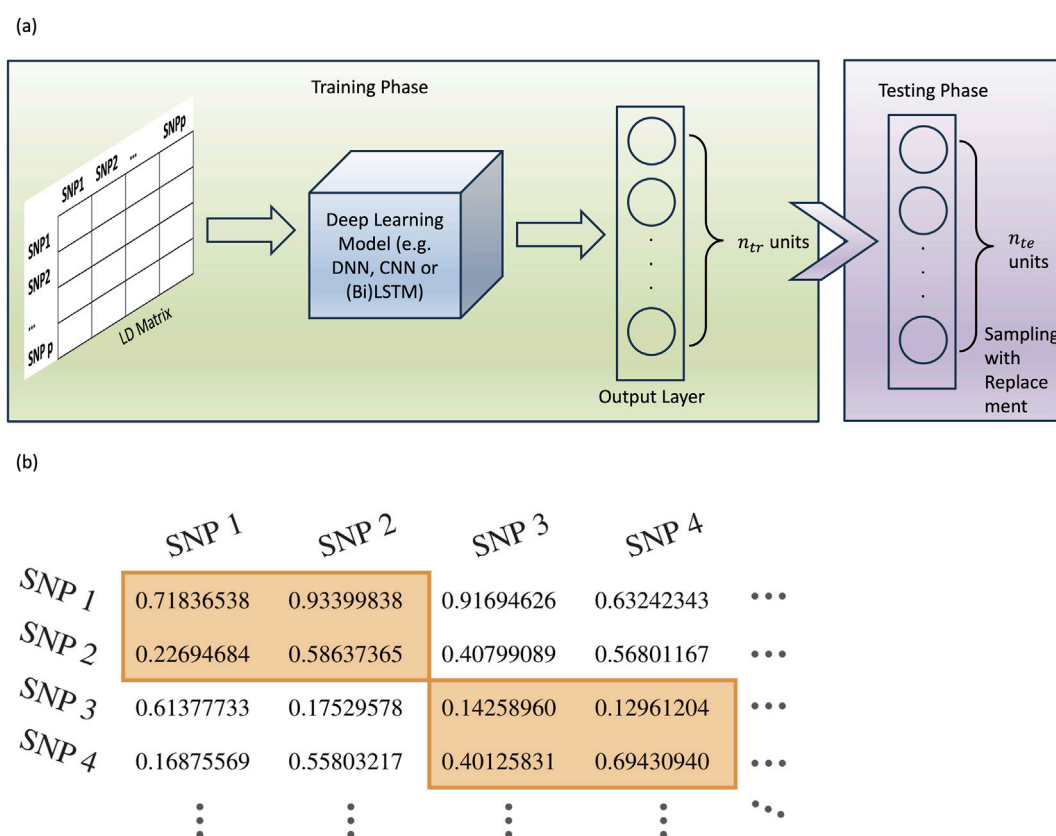 (a)
Training Phase
SNP1 SNP2 ... SNPp
SNP1
SNP2
...
SNP p
LD Matrix
Deep Learning
Model (e.g.
DNN, CNN or
(Bi)LSTM)
n_tr units
Output Layer
Testing Phase
n_te
units
Sampling
with
Replace
ment
(b)
SNP 1 SNP 2 SNP 3 SNP 4
SNP 1 0.71836538 0.93399838 0.91694626 0.63242343 ...
SNP 2 0.22694684 0.58637365 0.40799089 0.56801167 ...
SNP 3 0.61377733 0.17529578 0.14258960 0.12961204 ...
SNP 4 0.16875569 0.55803217 0.40125831 0.69430940 ...